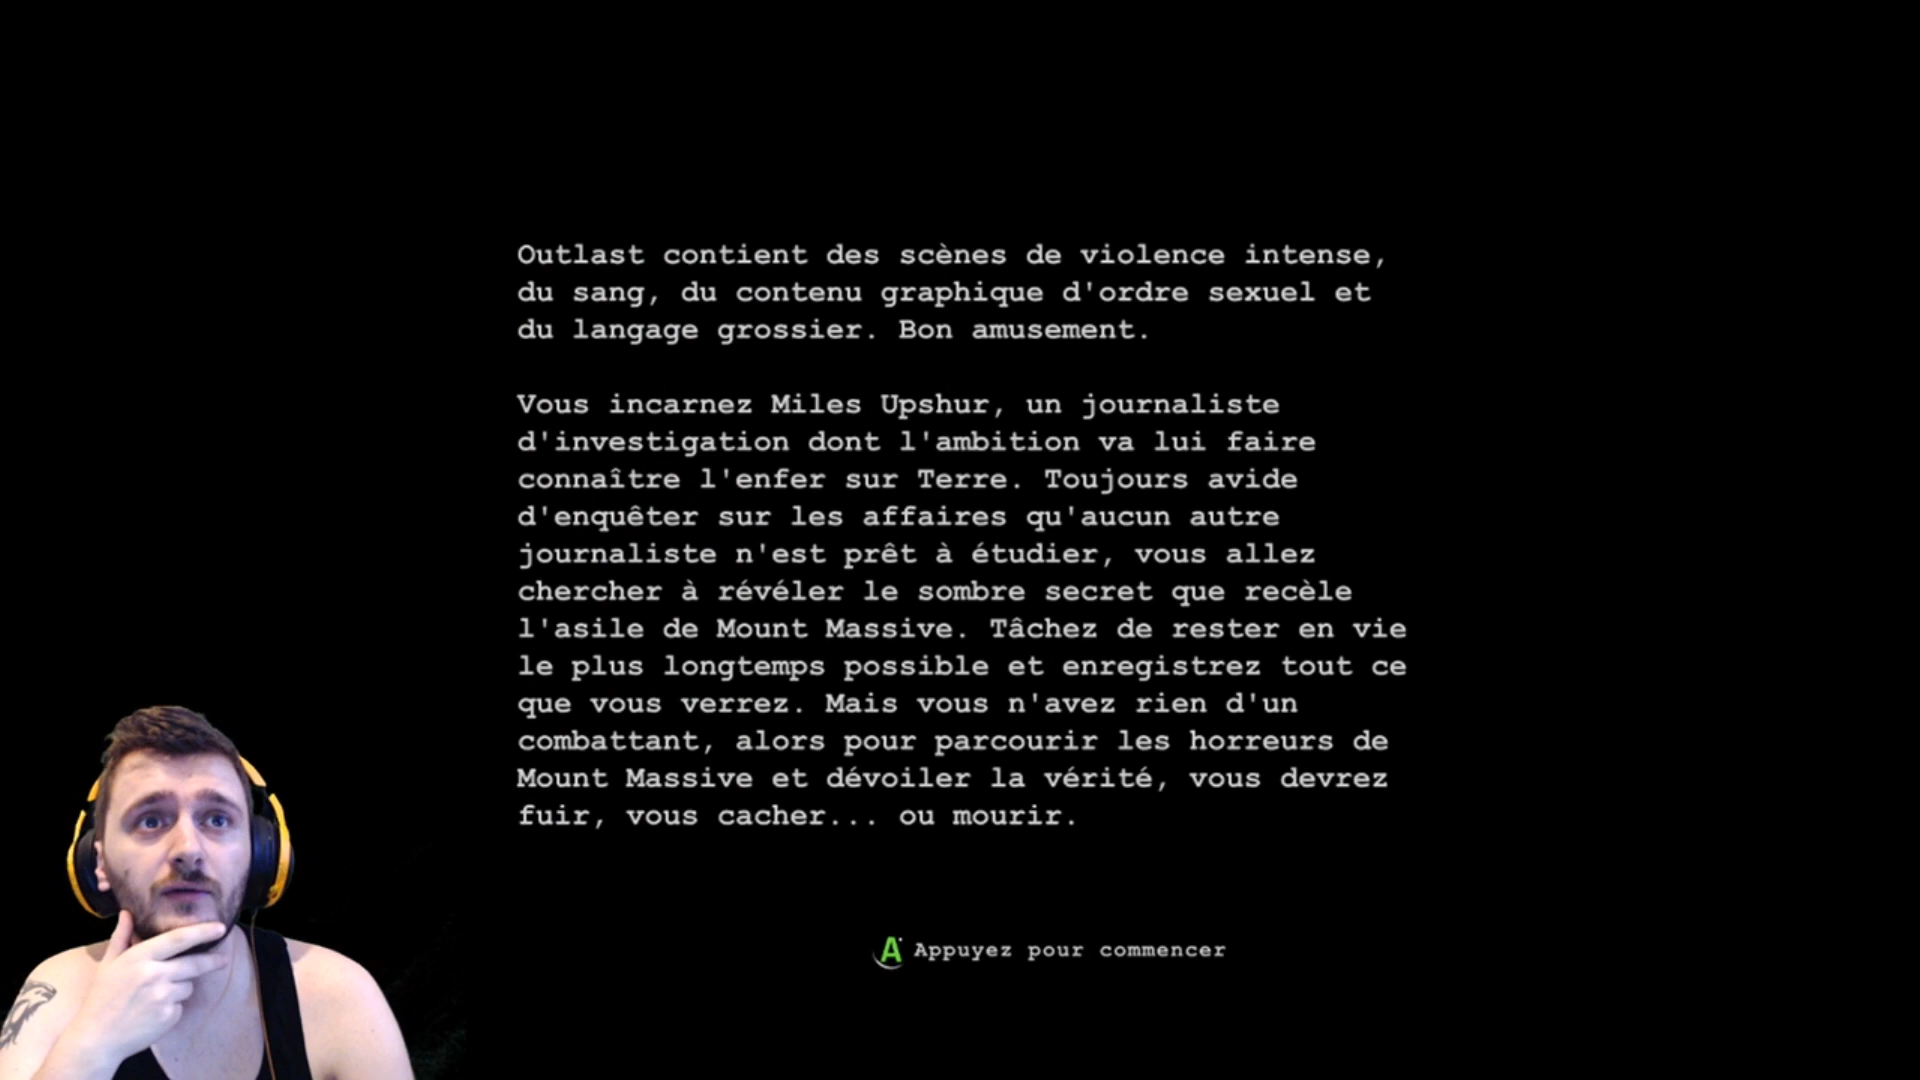 Outlast contient des scènes de violence intense,
du sang, du contenu graphique d'ordre sexuel et
du langage grossier. Bon amusement.
Vous incarnez Miles Upshur, un journaliste
d'investigation dont l'ambition va lui faire
connaître l'enfer sur Terre. Toujours avide
d'enquêter sur les affaires qu'aucun autre
journaliste n'est prêt à étudier, vous allez
chercher à révéler le sombre secret que recèle
l'asile de Mount Massive. Tâchez de rester en vie
le plus longtemps possible et enregistrez tout ce
que vous verrez. Mais vous n'avez rien d'un
combattant, alors pour parcourir les horreurs de
Mount Massive et dévoiler la vérité, vous devrez
fuir, vous cacher... ou mourir.
A Appuyez pour commencer